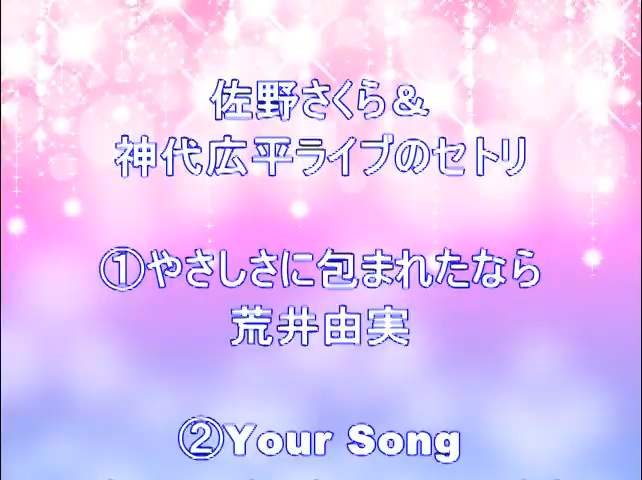 佐野さくら&
神代広平ライブのセトリ
①やさしさに包まれたなら
荒井由実
②Your Song